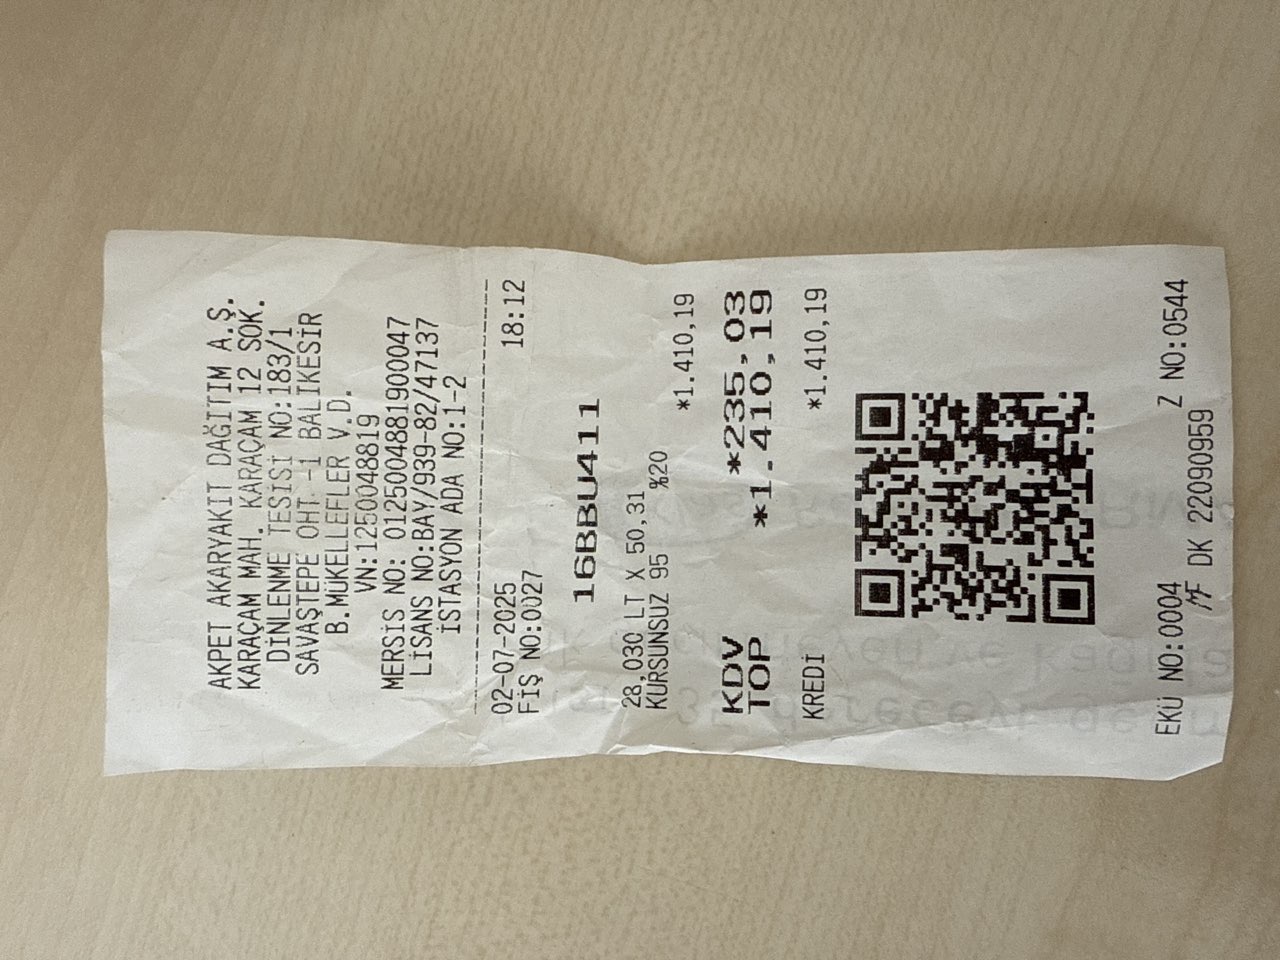 AKPET AKARYAKIT DAĞITIM A.Ş.
KARAÇAM MAH. KARAÇAM 12 SOK.
DİNLENME TESİSİ NO:183/1
SAVAŞTEPE OHT -1 BALIKESİR
B.MÜKELLEFLER V.D.
VN:1250048819
MERSİS NO: 0125004881900047
LİSANS NO:BAY/939-82/47137
İSTASYON ADA NO:1-2
02-07-2025 18:12
FİŞ NO:0027
16BBU411
28,030 LT X 50,31
KURSUNSUZ 95 %20
*1.410,19
KDV *235,03
TOP *1.410,19
KREDİ *1.410,19
EKÜ NO:0004 Z NO:0544
MF DK 22090959